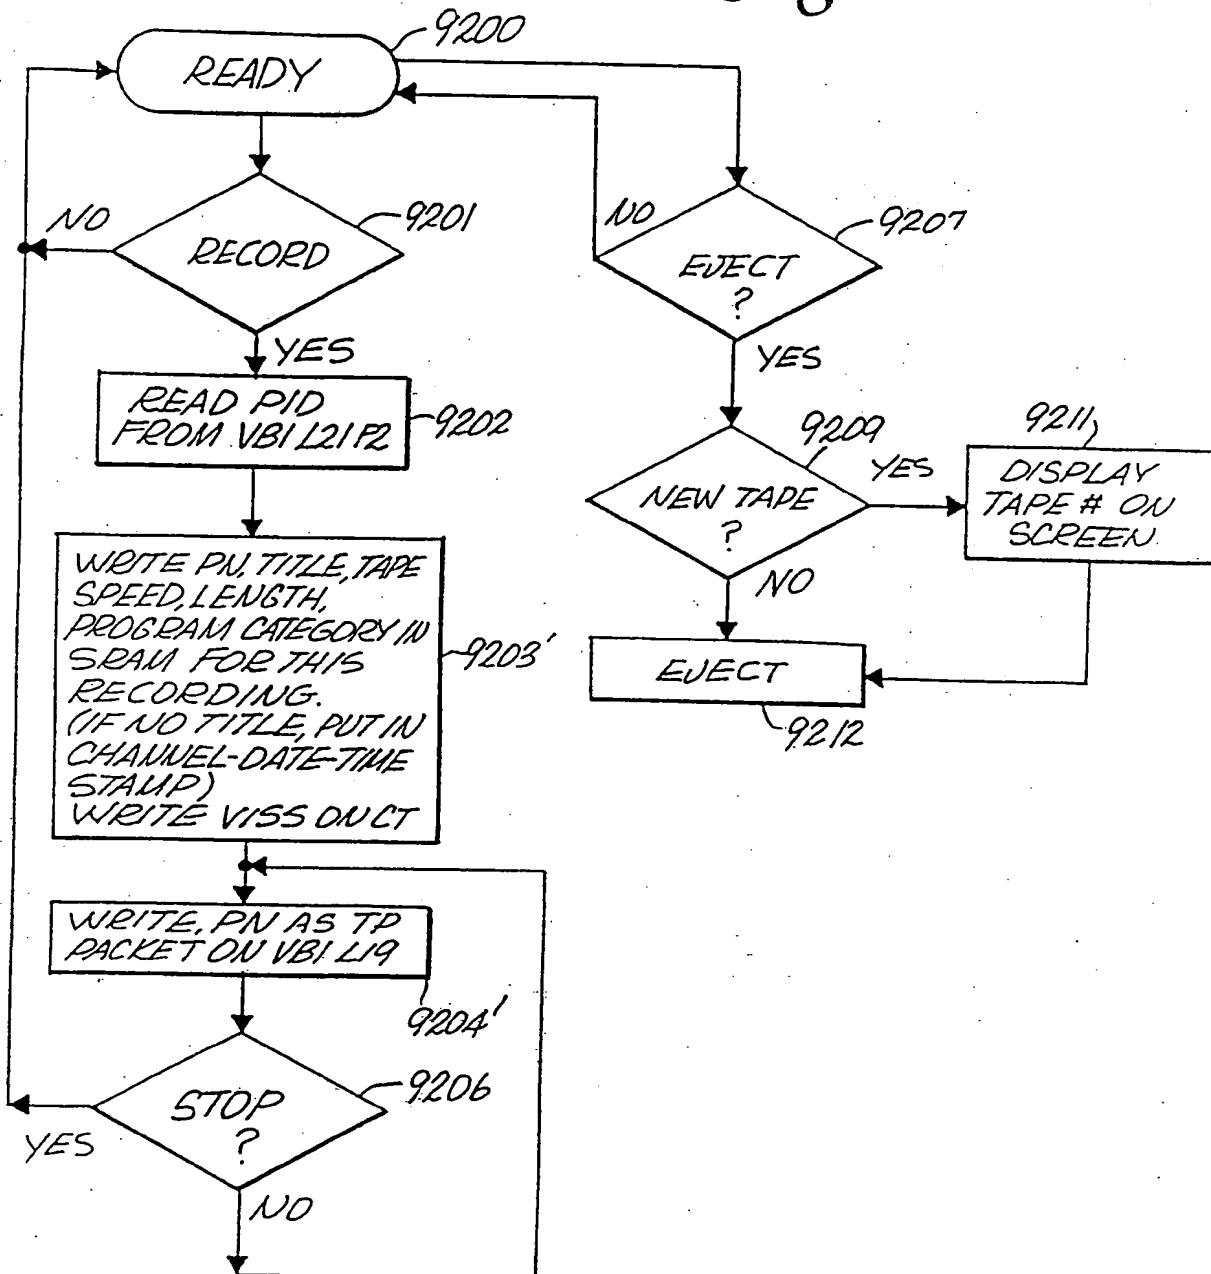 9200
READY
NO
9201
RECORD
YES
READ PID
FROM VBI L21F2
9202
WRITE PN, TITLE, TAPE
SPEED, LENGTH,
PROGRAM CATEGORY IN
SRAM FOR THIS
RECORDING.
(IF NO TITLE, PUT IN
CHANNEL-DATE-TIME
STAMP)
WRITE VISS ON CT
9203'
WRITE, PN AS TP
PACKET ON VBI L19
9204'
STOP
?
9206
YES
NO
NO
9207
EJECT
?
YES
9209
NEW TAPE
?
YES
NO
9211
DISPLAY
TAPE # ON
SCREEN.
EJECT
9212